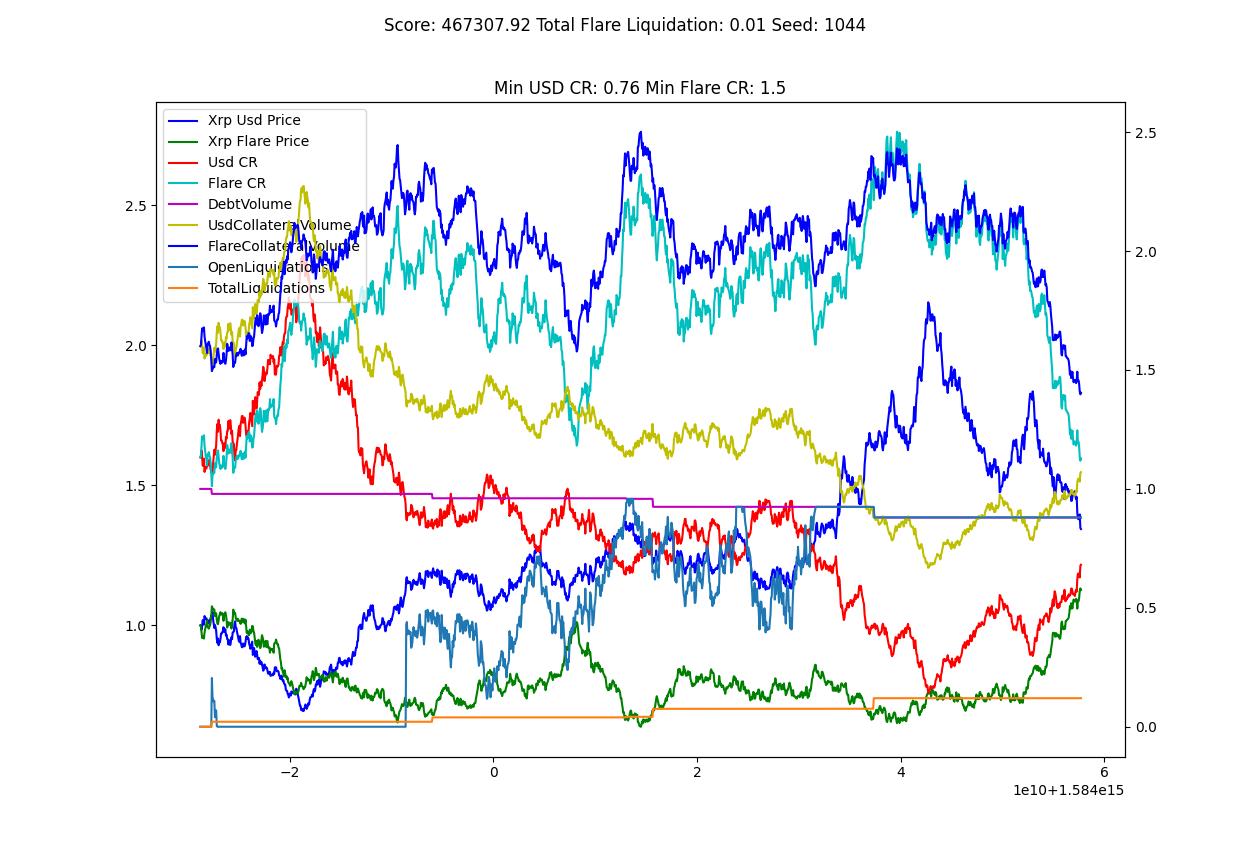 Score: 467307.92 Total Flare Liquidation: 0.01 Seed: 1044
Min USD CR: 0.76 Min Flare CR: 1.5
Xrp Usd Price
Xrp Flare Price
Usd CR
Flare CR
DebtVolume
UsdCollateralVolume
FlareCollateralVolume
OpenLiquidations
TotalLiquidations
2.5
2.0
1.5
1.0
2.5
2.0
1.5
1.0
0.5
0.0
−2
0
2
4
6
1e10+1.584e15